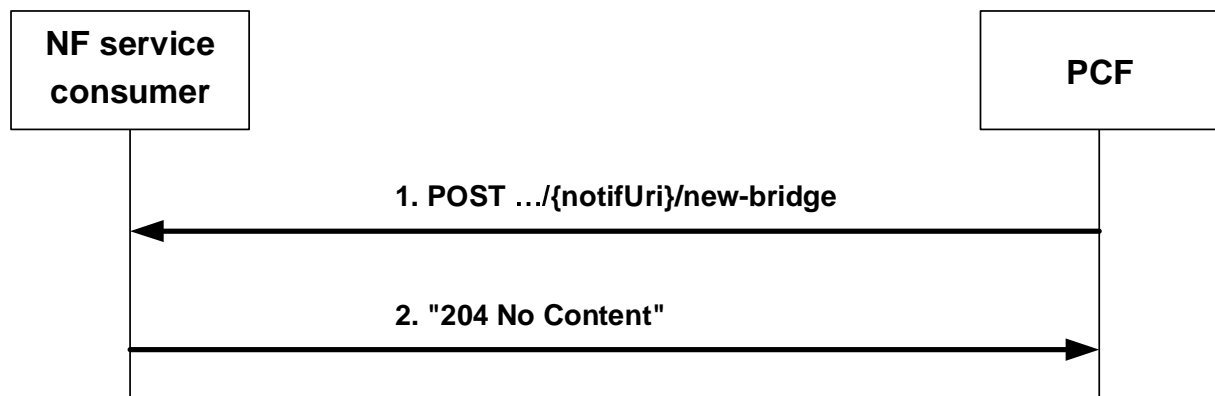 NF service
consumer
PCF
1. POST …/{notifUri}/new-bridge
2. "204 No Content"